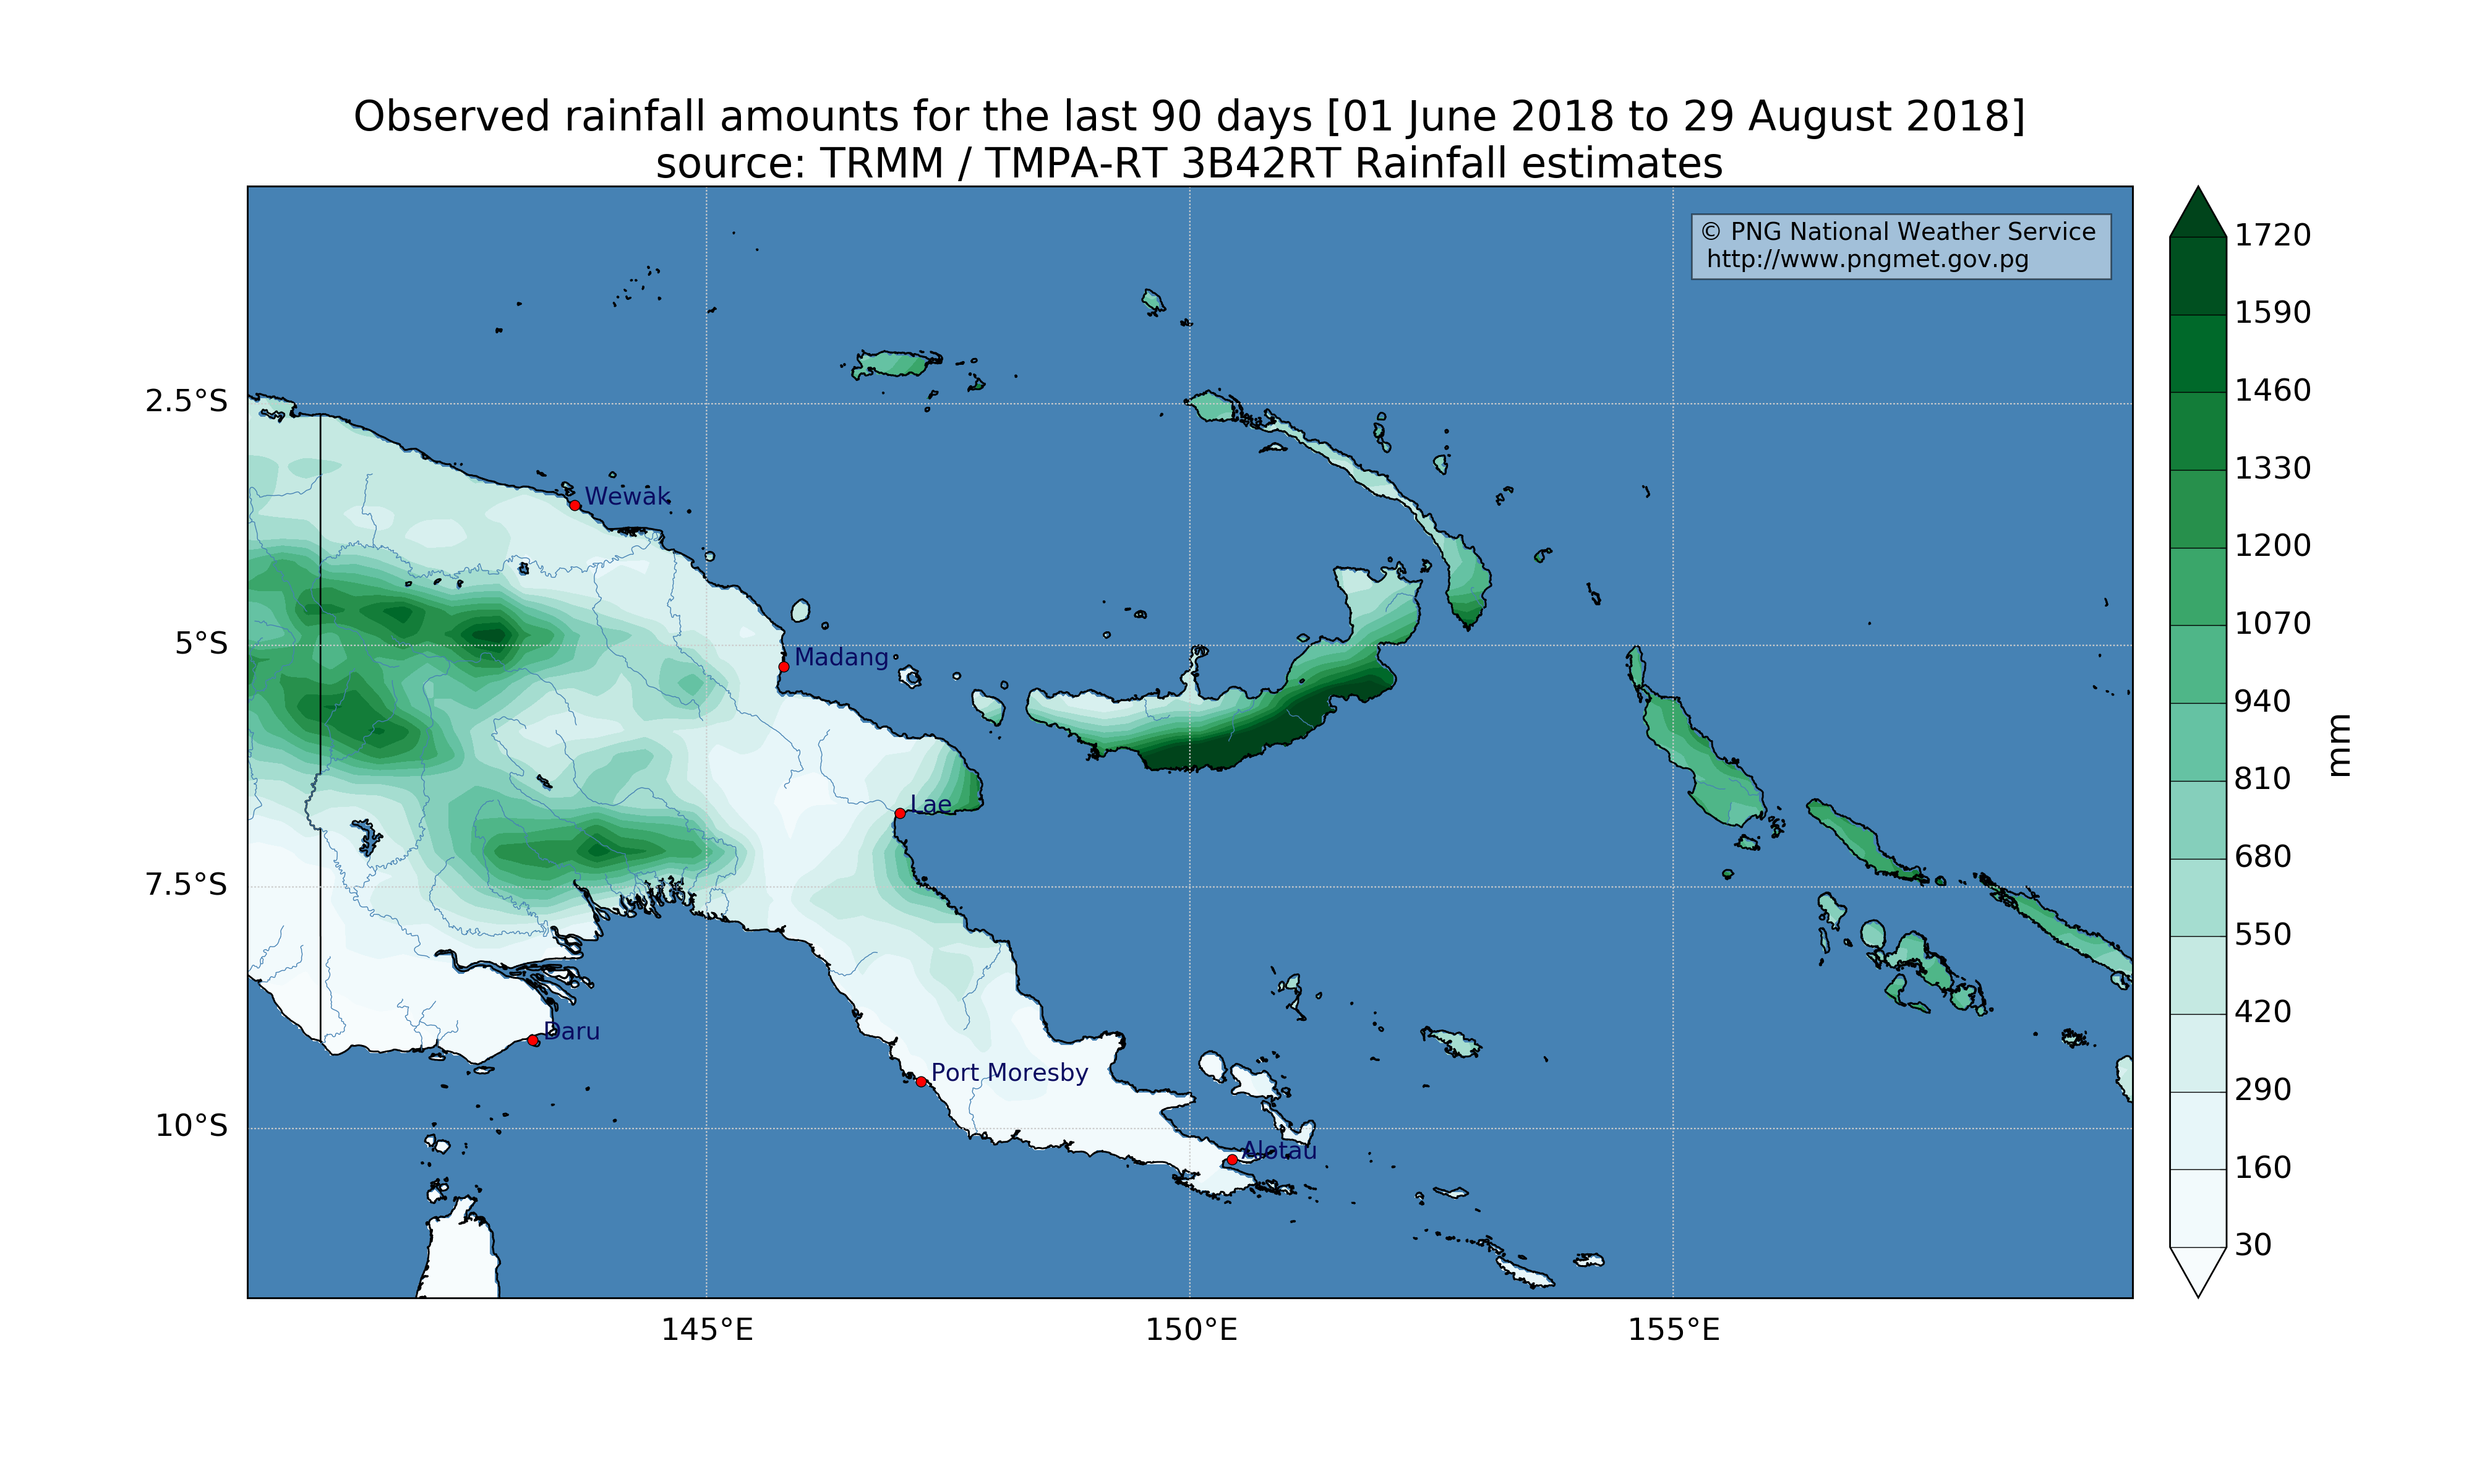 Observed rainfall amounts for the last 90 days [01 June 2018 to 29 August 2018]
source: TRMM / TMPA-RT 3B42RT Rainfall estimates
© PNG National Weather Service
http://www.pngmet.gov.pg
1720
1590
1460
1330
1200
1070
940
810
680
550
420
290
160
30
mm
2.5°S
5°S
7.5°S
10°S
Wewak
Madang
Lae
Daru
Port Moresby
Alotau
145°E
150°E
155°E